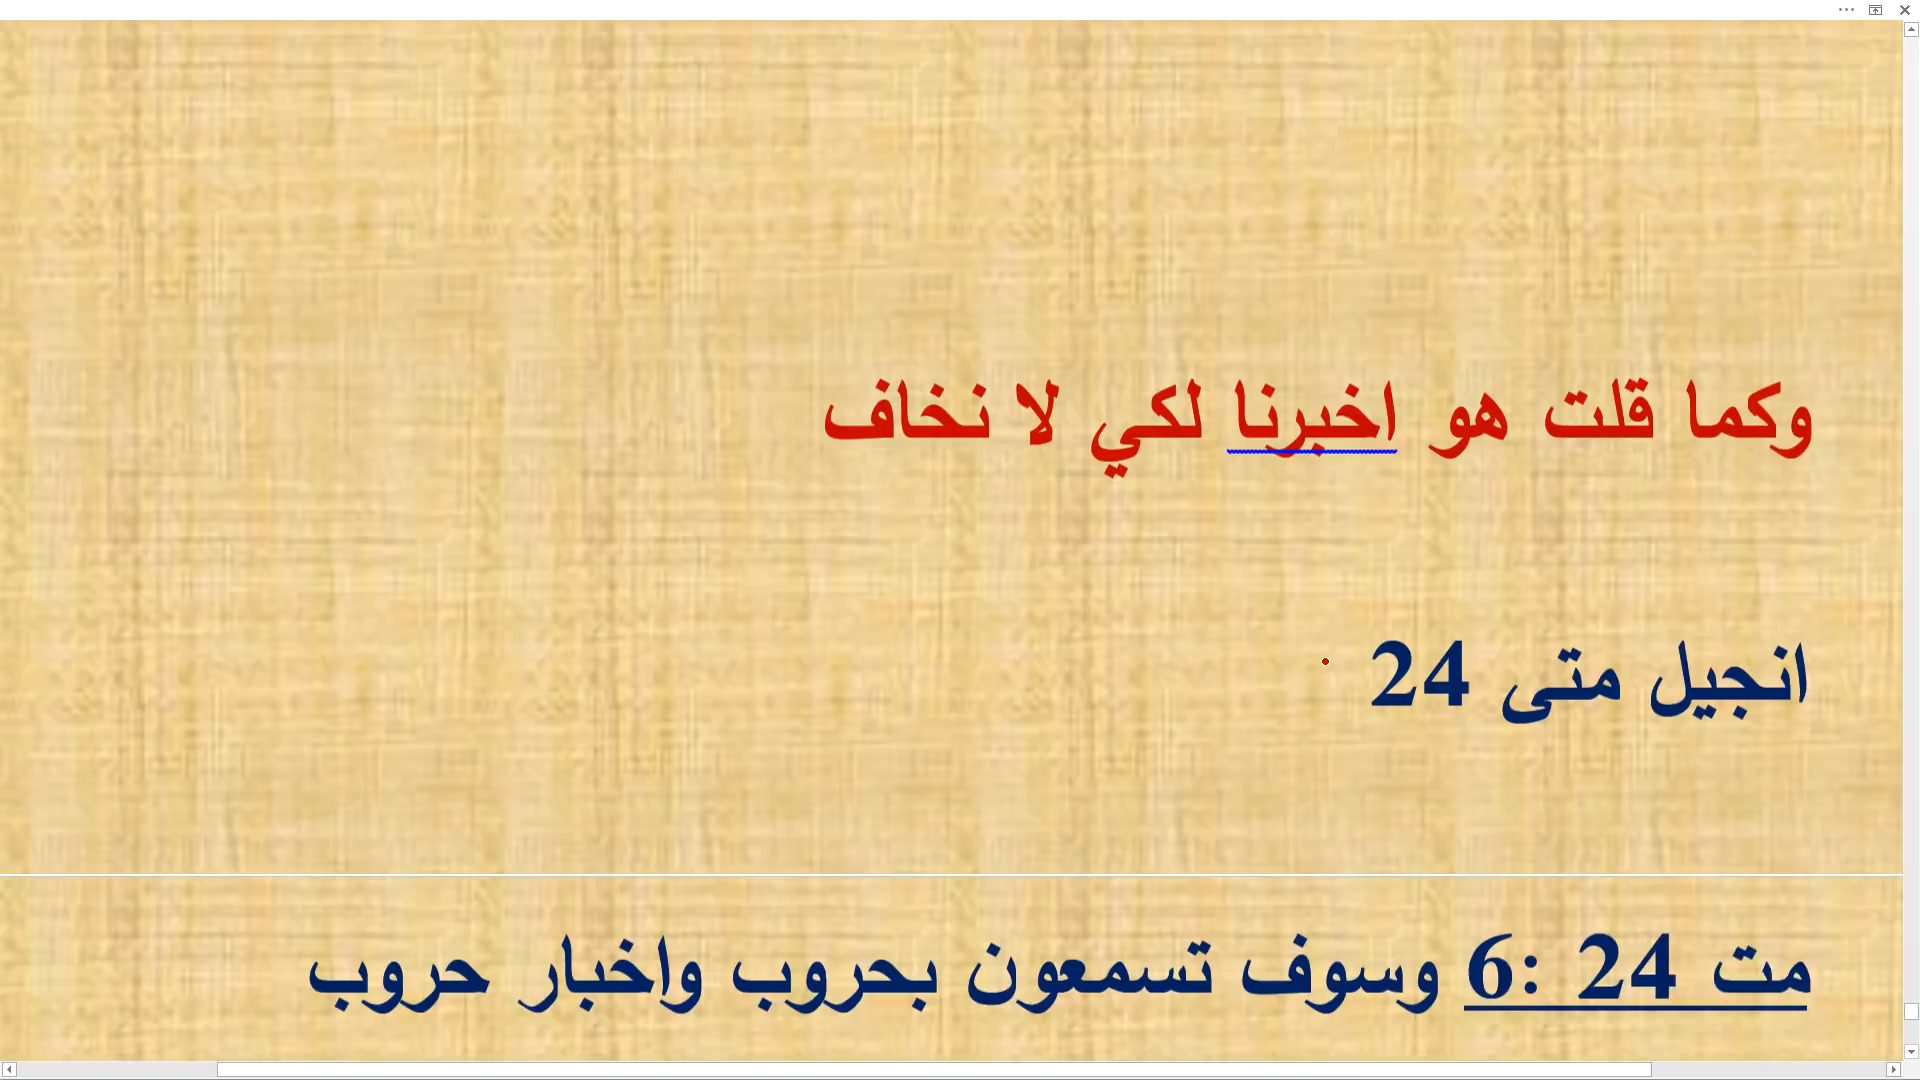 وكما قلت هو اخبرنا لكي لا نخاف
انجيل متى 24
مت 24 :6 وسوف تسمعون بحروب واخبار حروب